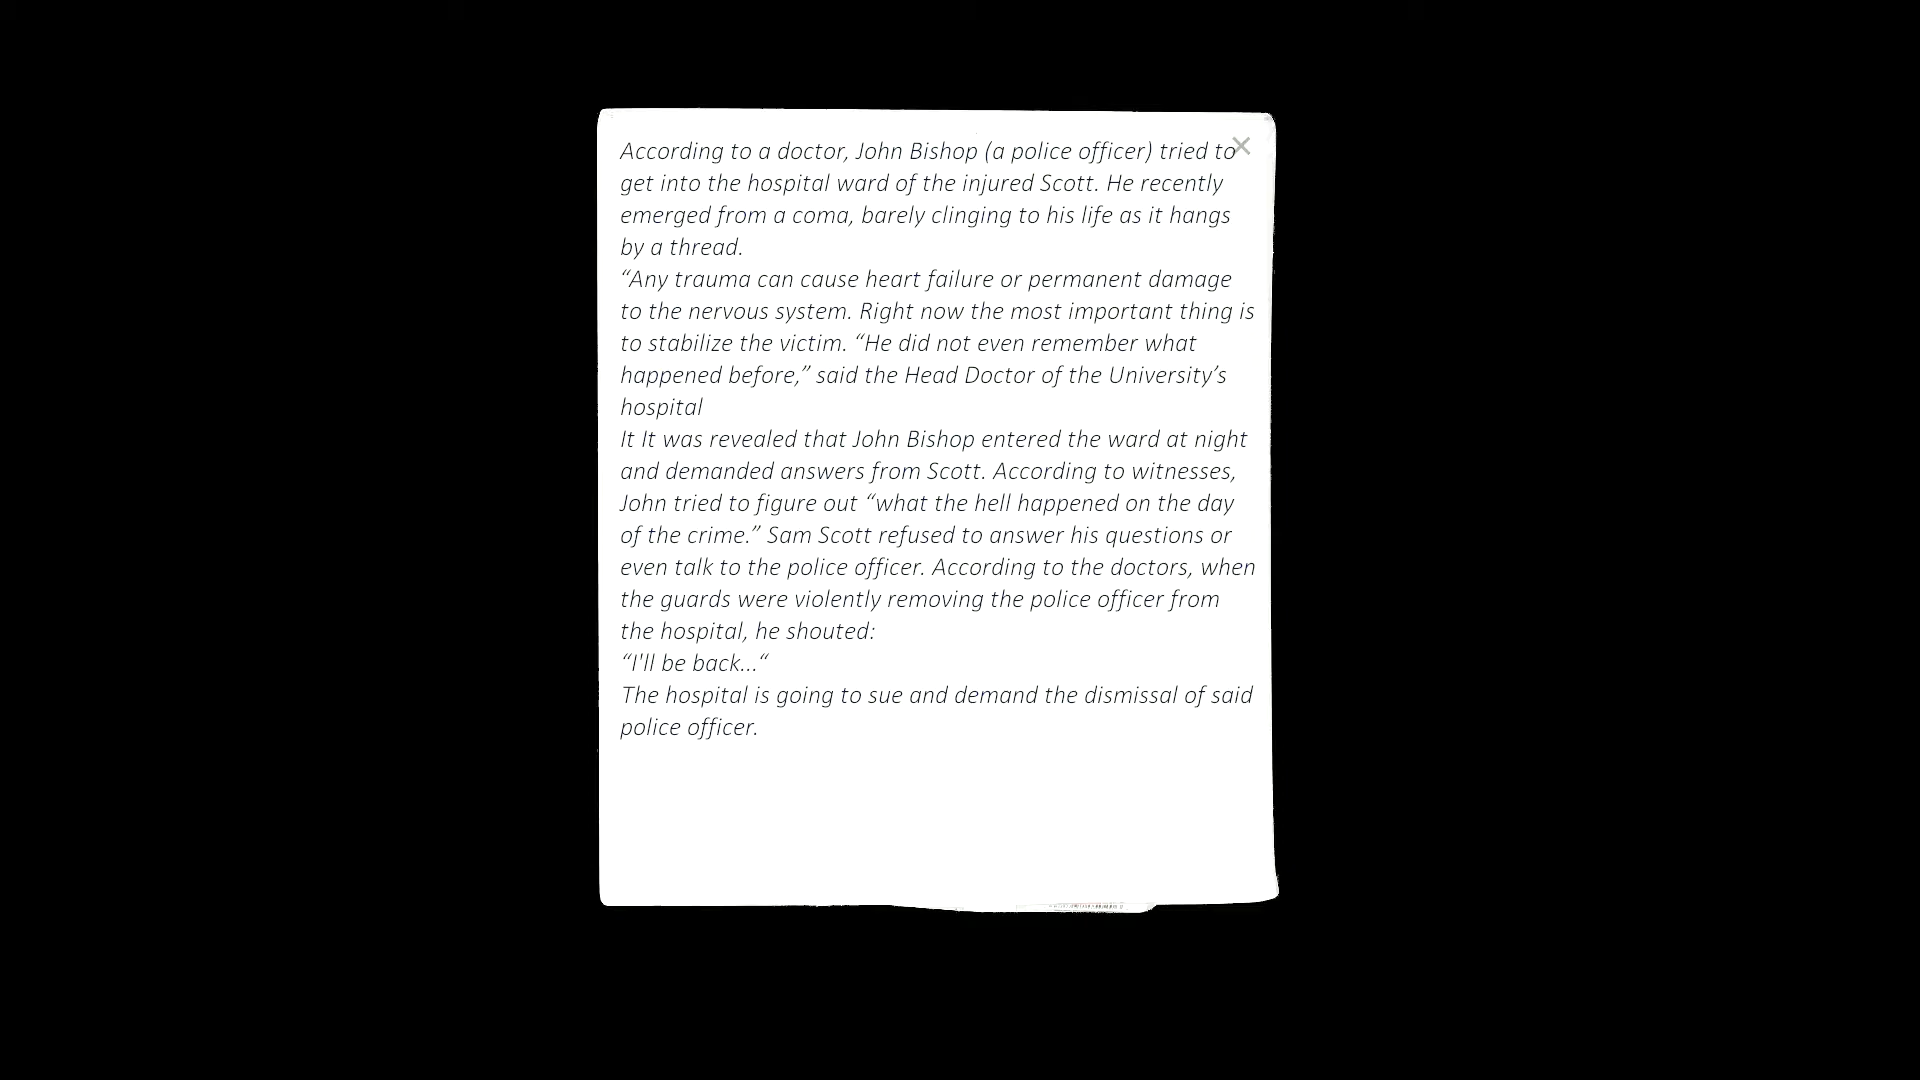 According to a doctor, John Bishop (a police officer) tried to
get into the hospital ward of the injured Scott. He recently
emerged from a coma, barely clinging to his life as it hangs
by a thread.
“Any trauma can cause heart failure or permanent damage
to the nervous system. Right now the most important thing is
to stabilize the victim. “He did not even remember what
happened before,” said the Head Doctor of the University’s
hospital
It It was revealed that John Bishop entered the ward at night
and demanded answers from Scott. According to witnesses,
John tried to figure out “what the hell happened on the day
of the crime.” Sam Scott refused to answer his questions or
even talk to the police officer. According to the doctors, when
the guards were violently removing the police officer from
the hospital, he shouted:
“I'll be back...“
The hospital is going to sue and demand the dismissal of said
police officer.